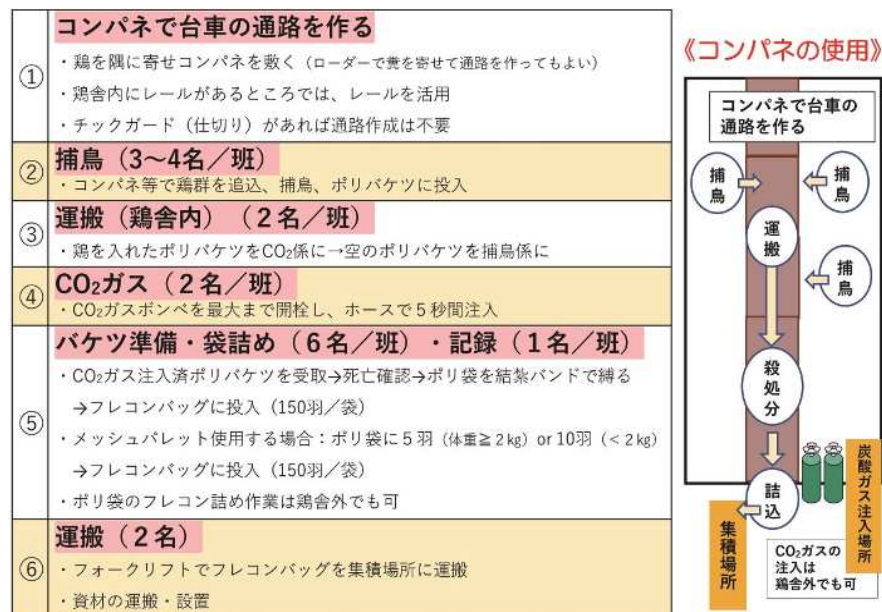 ① コンパネで台車の通路を作る
・鶏を隅に寄せコンパネを敷く（ローダーで糞を寄せて通路を作ってもよい）
・鶏舎内にレールがあるところでは、レールを活用
・チックガード（仕切り）があれば通路作成は不要
② 捕鳥（3～4名／班）
・コンパネ等で鶏群を追込、捕鳥、ポリバケツに投入
③ 運搬（鶏舎内）（２名／班）
・鶏を入れたポリバケツをCO₂係に→空のポリバケツを捕鳥係に
④ CO₂ガス（２名／班）
・CO₂ガスボンベを最大まで開栓し、ホースで５秒間注入
⑤ バケツ準備・袋詰め（６名／班）・記録（１名／班）
・CO₂ガス注入済ポリバケツを受取→死亡確認→ポリ袋を結紮バンドで縛る
→フレコンバッグに投入（150羽／袋）
・メッシュパレット使用する場合：ポリ袋に５羽（体重≧２kg）or 10羽（＜２kg）
→フレコンバッグに投入（150羽／袋）
・ポリ袋のフレコン詰め作業は鶏舎外でも可
⑥ 運搬（２名）
・フォークリフトでフレコンバッグを集積場所に運搬
・資材の運搬・設置
《コンパネの使用》
コンパネで台車の
通路を作る
捕鳥
捕鳥
運搬
捕鳥
殺処分
炭酸ガス注入場所
詰込
集積場所
CO₂ガスの
注入は
鶏舎外でも可